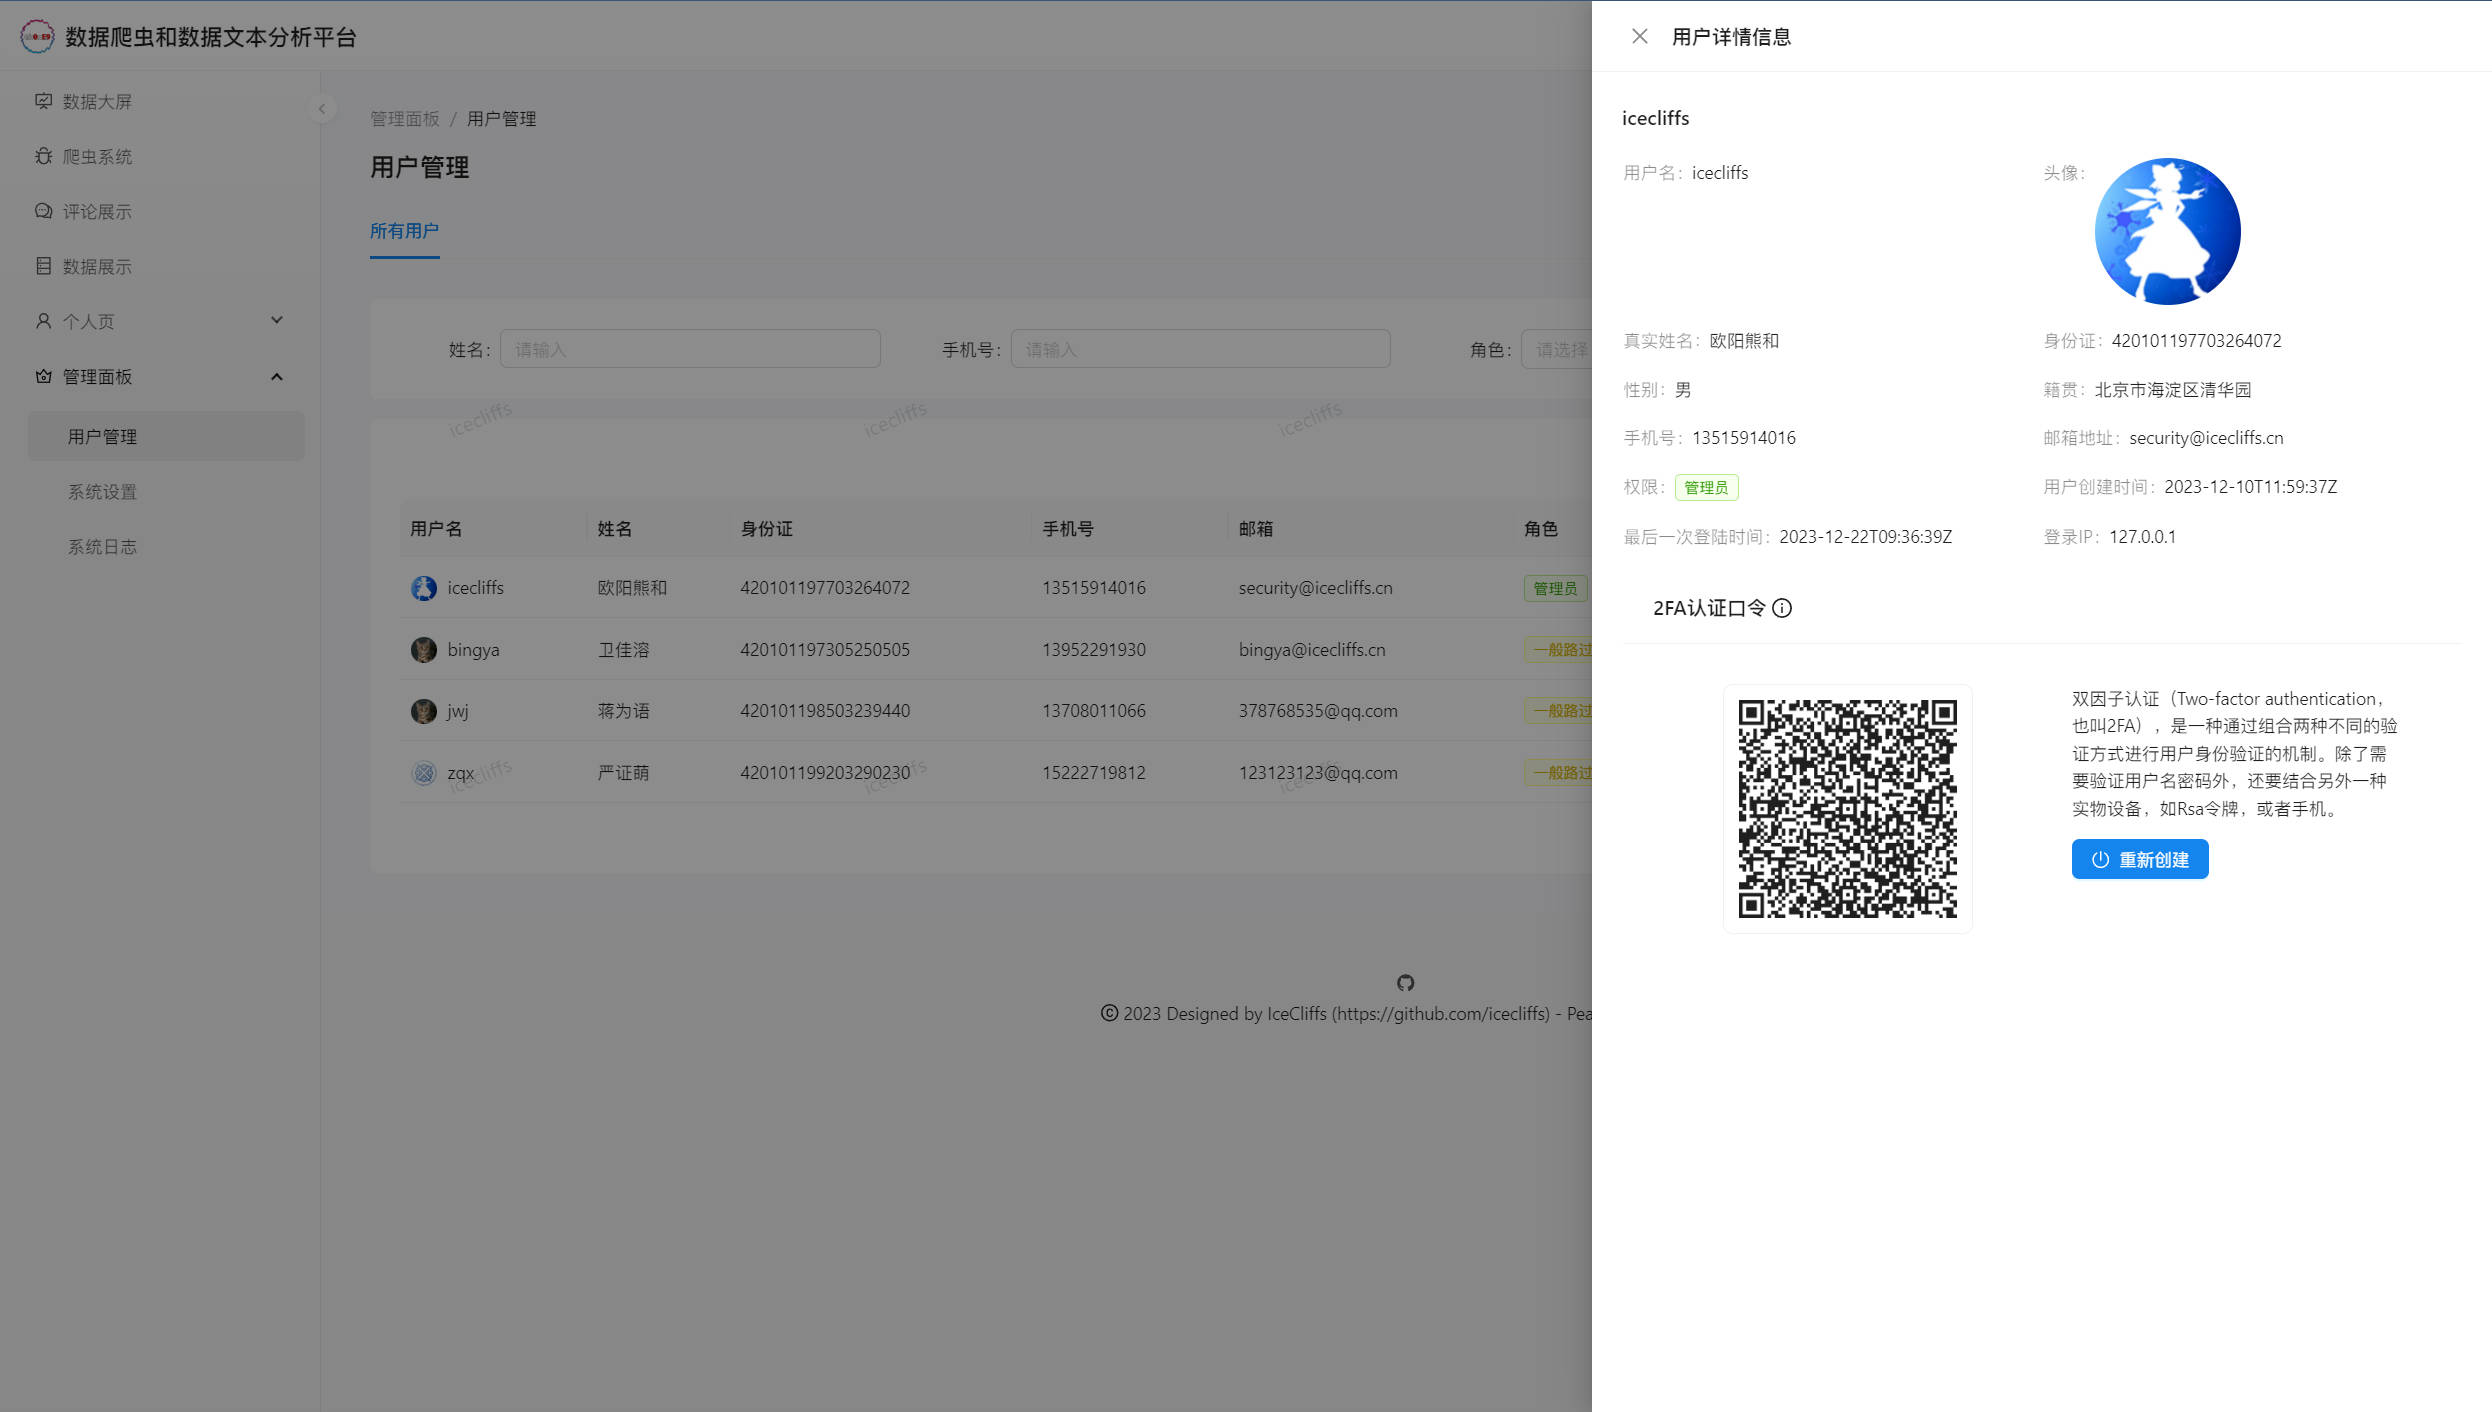 数据爬虫和数据文本分析平台
数据大屏
爬虫系统
评论展示
数据展示
个人页
管理面板
用户管理
系统设置
系统日志
管理面板 / 用户管理
用户管理
所有用户
姓名： 请输入 手机号： 请输入 角色： 请选择
icecliffs icecliffs icecliffs
用户名 姓名 身份证 手机号 邮箱 角色
icecliffs 欧阳熊和 420101197703264072 13515914016 security@icecliffs.cn 管理员
bingya 卫佳溶 420101197305250505 13952291930 bingya@icecliffs.cn 一般路过
jwj 蒋为语 420101198503239440 13708011066 378768535@qq.com 一般路过
zqx 严证萌 420101199203290230 15222719812 123123123@qq.com 一般路过
icecliffs icecliffs icecliffs
© 2023 Designed by IceCliffs (https://github.com/icecliffs) - Pea
用户详情信息
icecliffs
用户名： icecliffs 头像：
真实姓名： 欧阳熊和 身份证： 420101197703264072
性别： 男 籍贯： 北京市海淀区清华园
手机号： 13515914016 邮箱地址： security@icecliffs.cn
权限： 管理员 用户创建时间： 2023-12-10T11:59:37Z
最后一次登陆时间： 2023-12-22T09:36:39Z 登录IP： 127.0.0.1
2FA认证口令
双因子认证（Two-factor authentication，
也叫2FA），是一种通过组合两种不同的验
证方式进行用户身份验证的机制。除了需
要验证用户名密码外，还要结合另外一种
实物设备，如Rsa令牌，或者手机。
重新创建